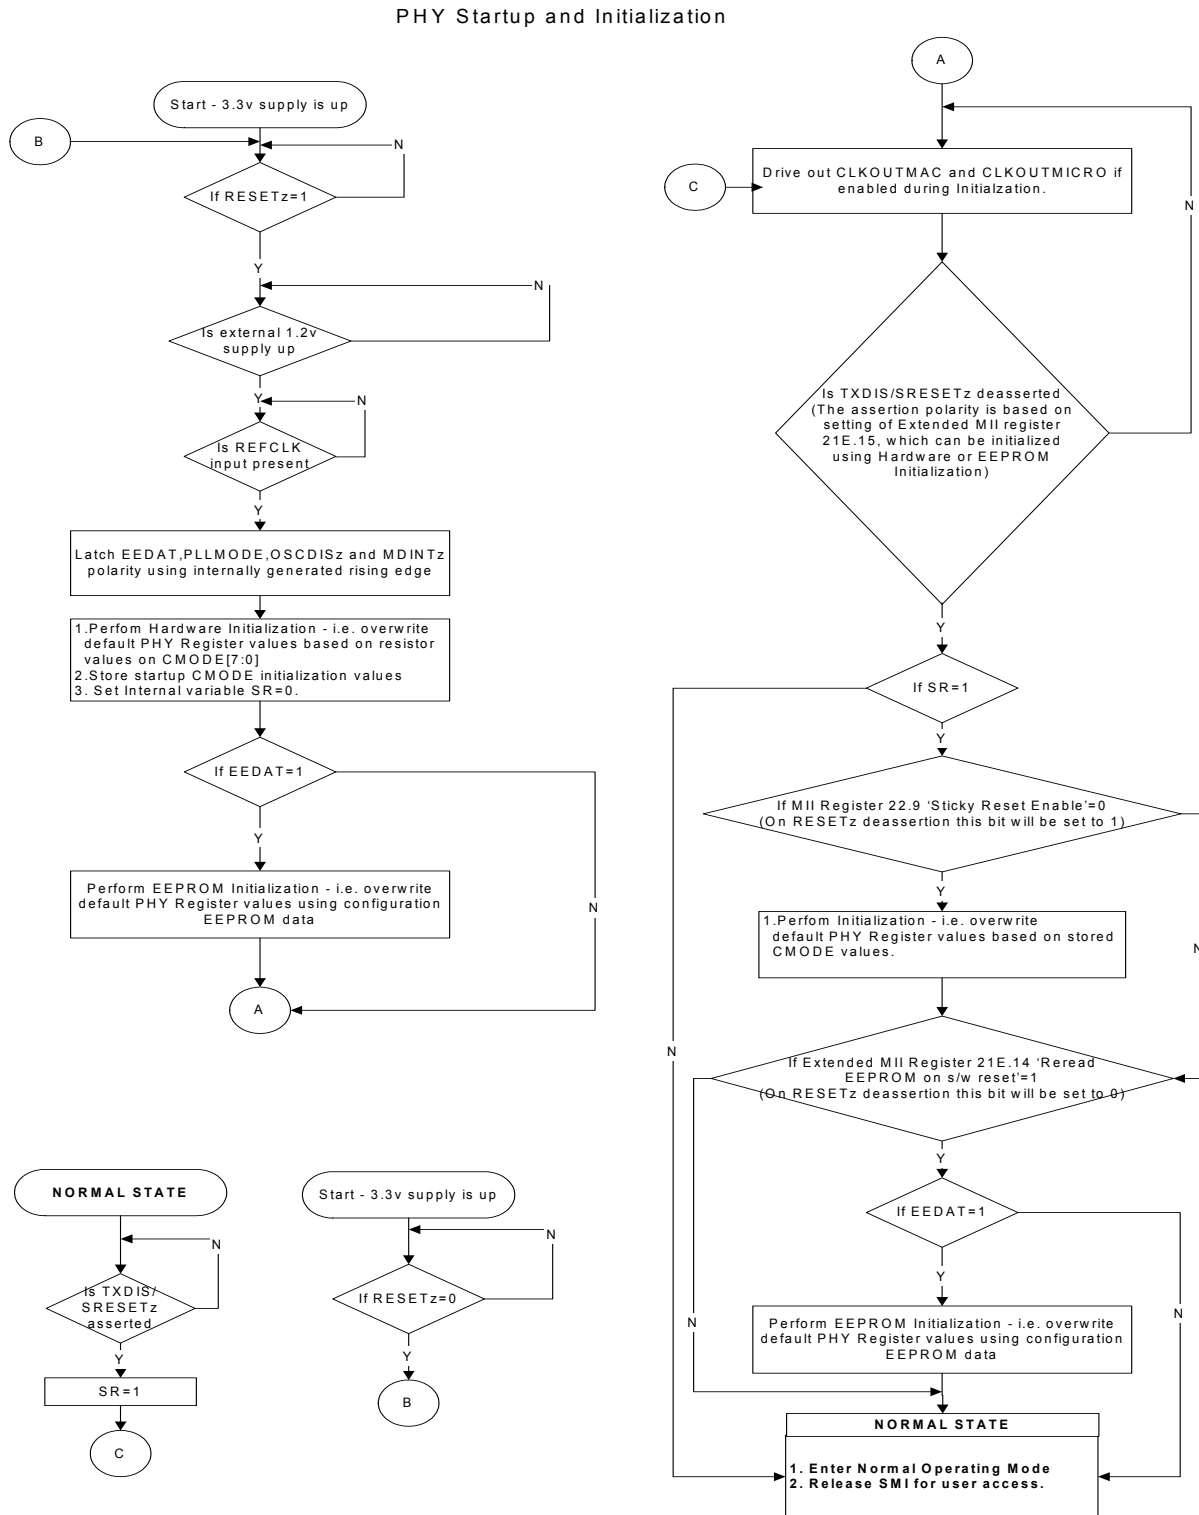 PHY Startup and Initialization
Start - 3.3v supply is up
B
N
If RESETz=1
Y
N
Is external 1.2v
supply up
Y
N
Is REFCLK
input present
Y
Latch EEDAT,PLLMODE,OSCDISz and MDINTz
polarity using internally generated rising edge
1.Perfom Hardware Initialization - i.e. overwrite
default PHY Register values based on resistor
values on CMODE[7:0]
2.Store startup CMODE initialization values
3. Set Internal variable SR=0.
If EEDAT=1
Y
N
Perform EEPROM Initialization - i.e. overwrite
default PHY Register values using configuration
EEPROM data
A
NORMAL STATE
N
Is TXDIS/
SRESETz
asserted
Y
SR=1
C
Start - 3.3v supply is up
N
If RESETz=0
Y
B
A
C
Drive out CLKOUTMAC and CLKOUTMICRO if
enabled during Initialzation.
N
Is TXDIS/SRESETz deasserted
(The assertion polarity is based on
setting of Extended MII register
21E.15, which can be initialized
using Hardware or EEPROM
Initialization)
Y
If SR=1
Y
N
If MII Register 22.9 'Sticky Reset Enable'=0
(On RESETz deassertion this bit will be set to 1)
Y
N
1.Perfom Initialization - i.e. overwrite
default PHY Register values based on stored
CMODE values.
If Extended MII Register 21E.14 'Reread
EEPROM on s/w reset'=1
(On RESETz deassertion this bit will be set to 0)
Y
N
If EEDAT=1
Y
N
Perform EEPROM Initialization - i.e. overwrite
default PHY Register values using configuration
EEPROM data
NORMAL STATE
1. Enter Normal Operating Mode
2. Release SMI for user access.